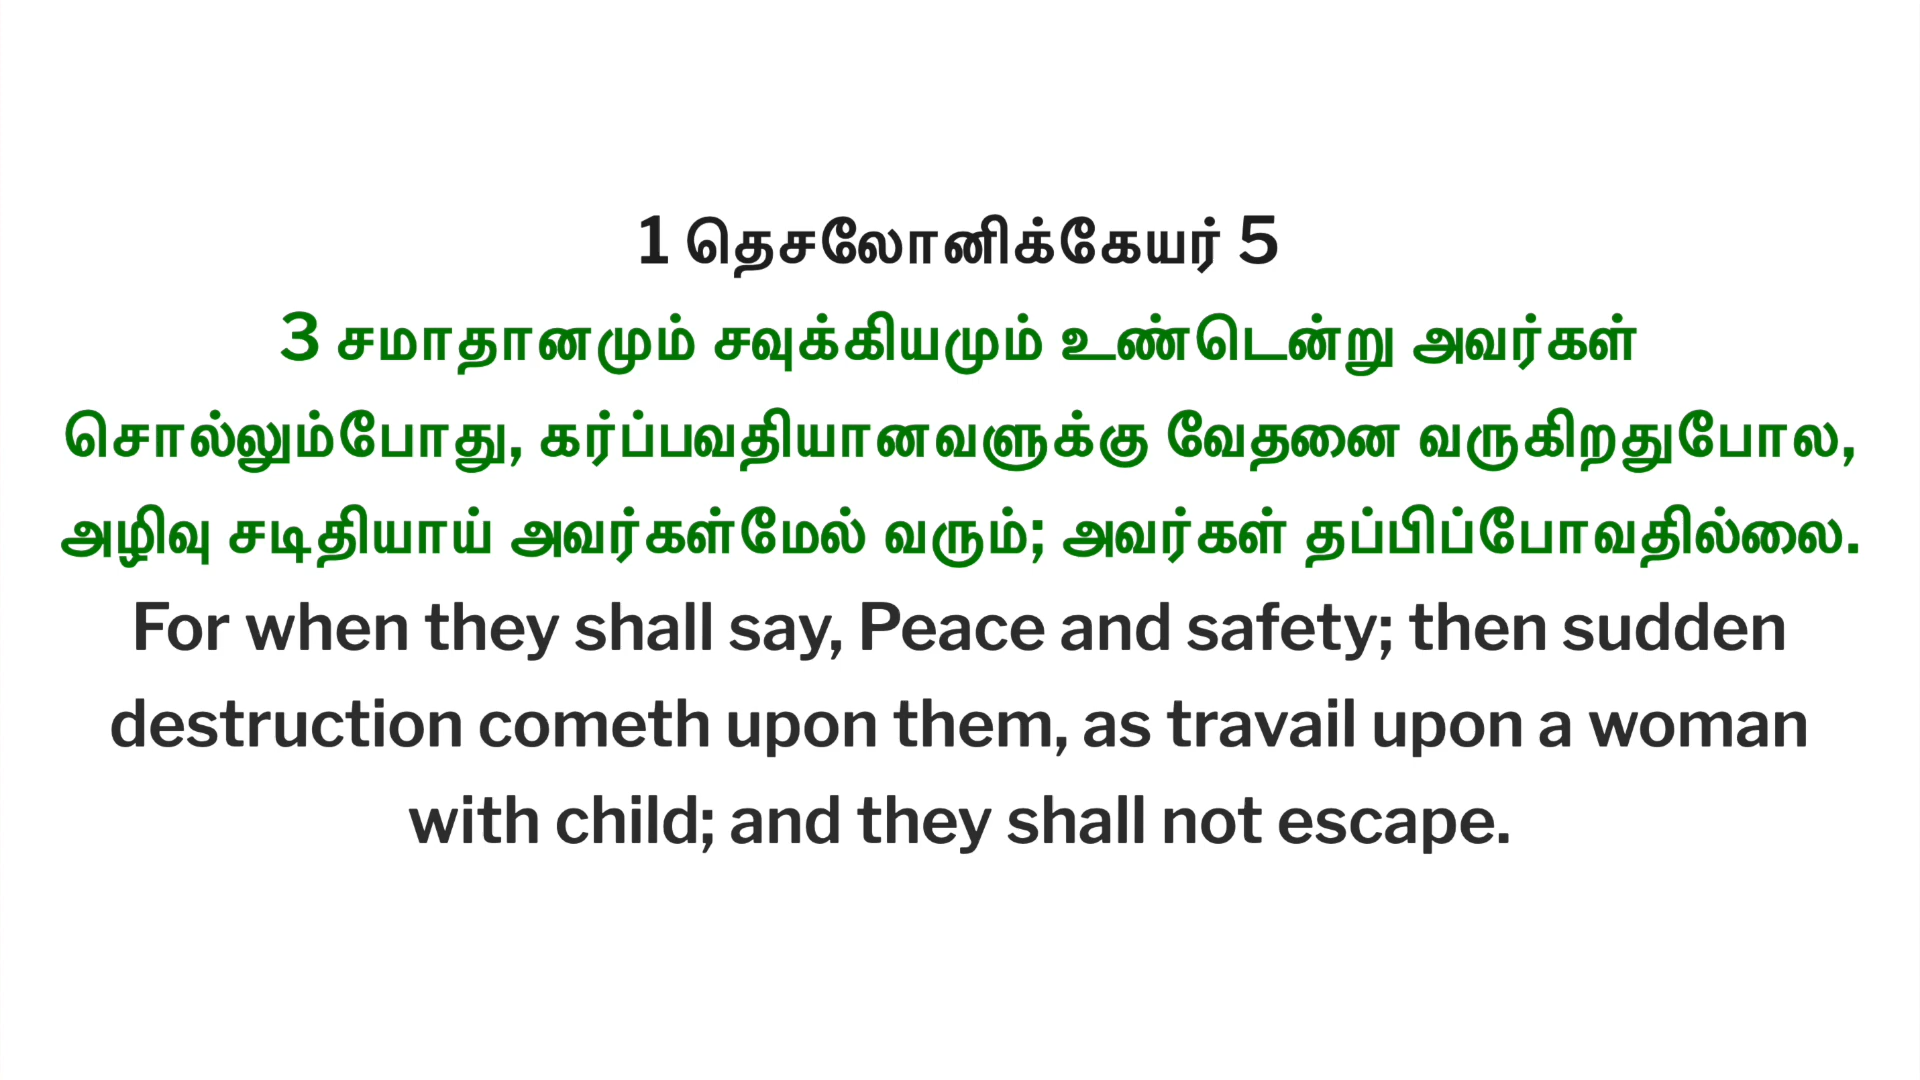 1 தெசலோனிக்கேயர் 5
3 சமாதானமும் சவுக்கியமும் உண்டென்று அவர்கள்
சொல்லும்போது, கர்ப்பவதியானவளுக்கு வேதனை வருகிறதுபோல,
அழிவு சடிதியாய் அவர்கள்மேல் வரும்; அவர்கள் தப்பிப்போவதில்லை.
For when they shall say, Peace and safety; then sudden
destruction cometh upon them, as travail upon a woman
with child; and they shall not escape.